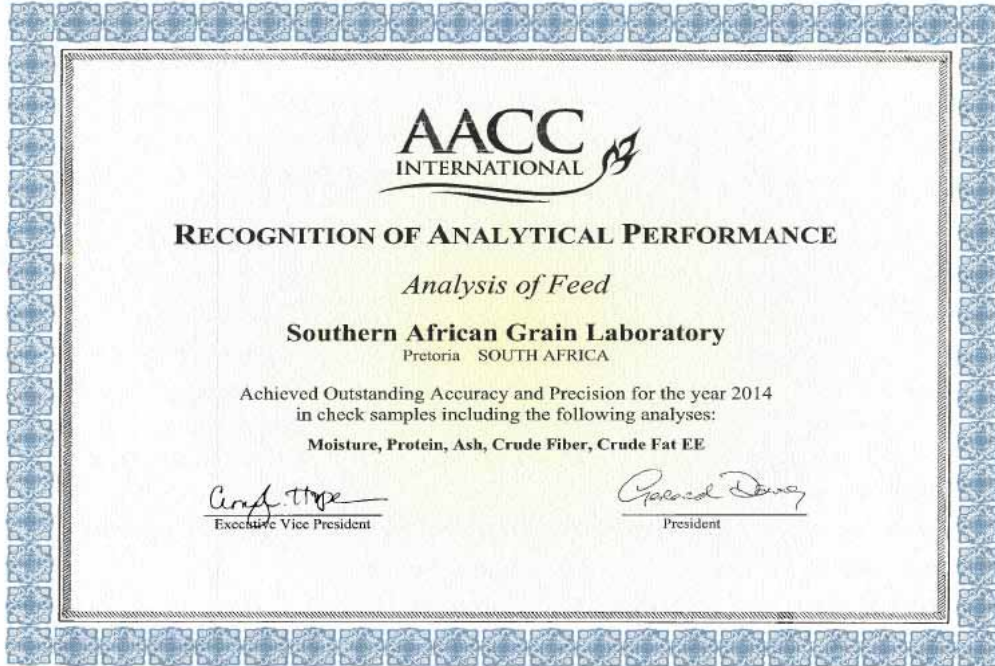 AACC
INTERNATIONAL
RECOGNITION OF ANALYTICAL PERFORMANCE
Analysis of Feed
Southern African Grain Laboratory
Pretoria SOUTH AFRICA
Achieved Outstanding Accuracy and Precision for the year 2014
in check samples including the following analyses:
Moisture, Protein, Ash, Crude Fiber, Crude Fat EE
Executive Vice President
President